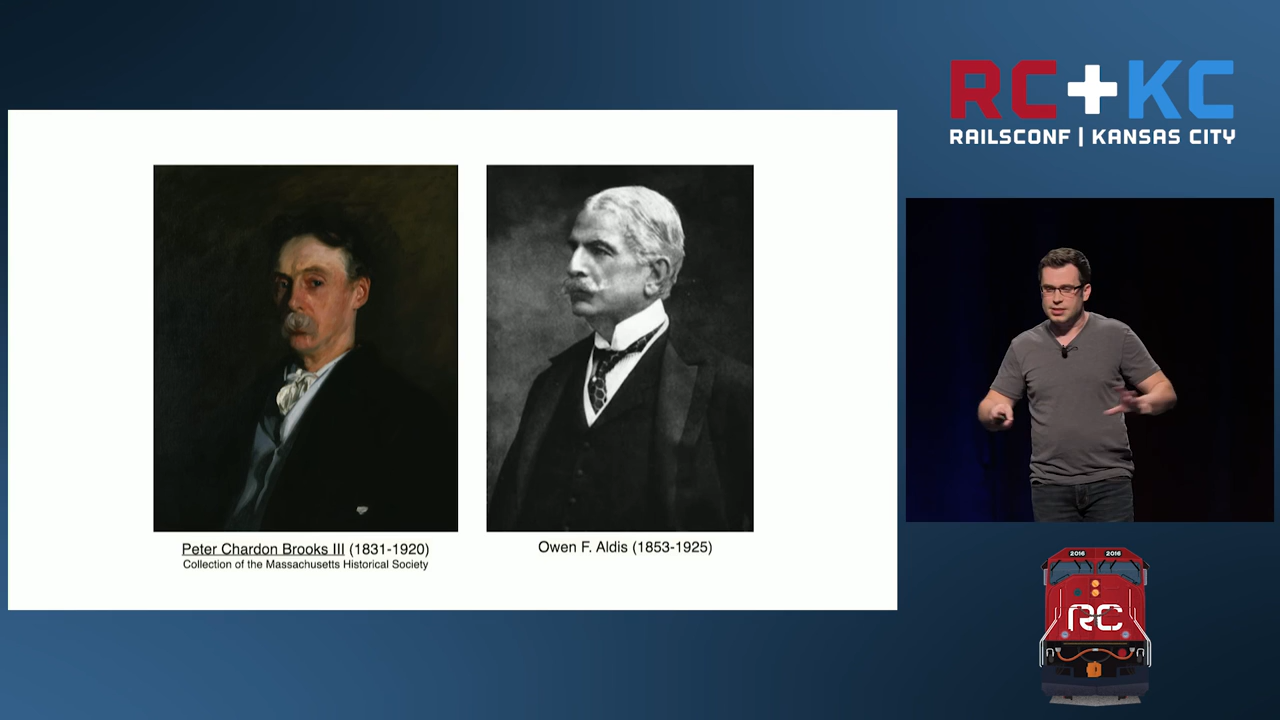 RC+KC
RAILSCONF | KANSAS CITY
Peter Chardon Brooks III (1831-1920)
Collection of the Massachusetts Historical Society
Owen F. Aldis (1853-1925)
2016 2016
RC